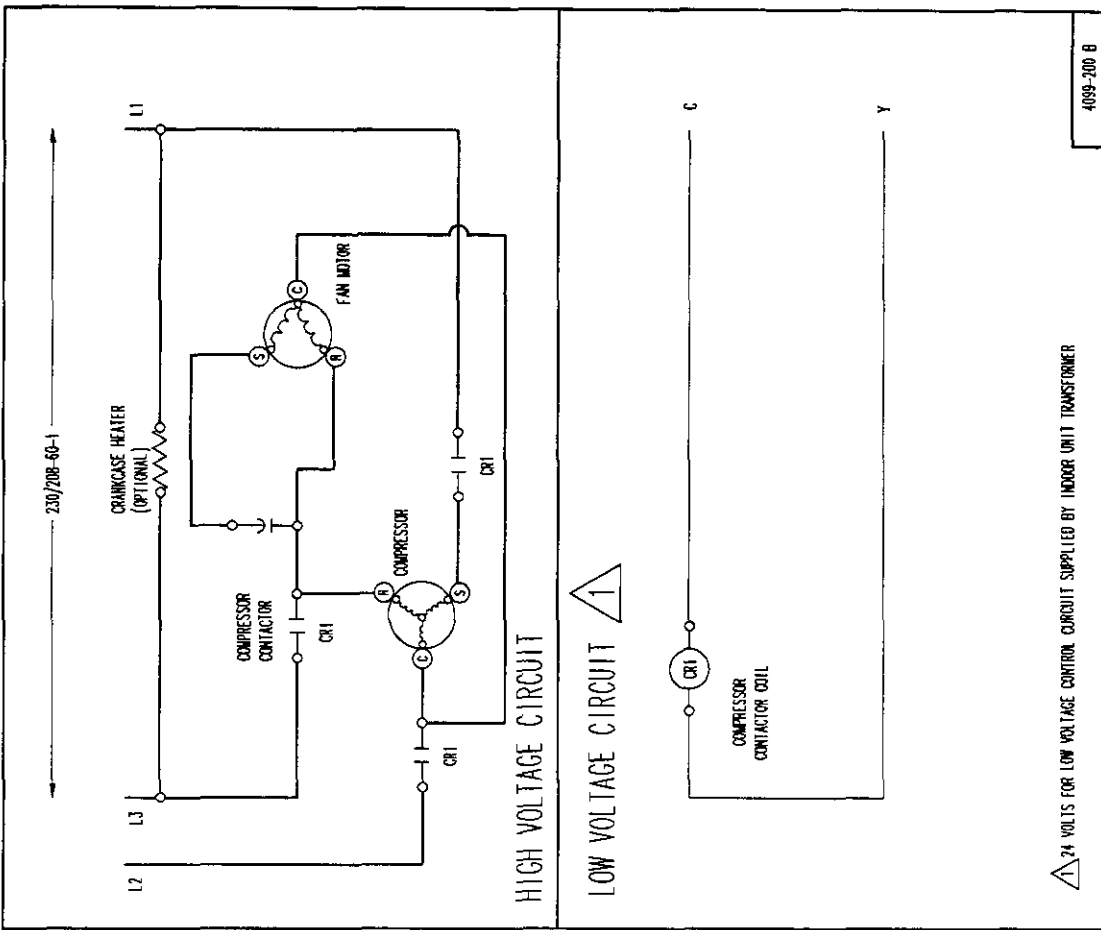 230/208-60-1
L1
L3
L2
CRANKCASE HEATER
(OPTIONAL)
S
C
R
FAN MOTOR
COMPRESSOR
CONTACTOR
CR1
R
COMPRESSOR
C
S
CR1
CR1
HIGH VOLTAGE CIRCUIT
LOW VOLTAGE CIRCUIT
1
CR1
COMPRESSOR
CONTACTOR COIL
C
Y
1 24 VOLTS FOR LOW VOLTAGE CONTROL CURCUIT SUPPLIED BY INDOOR UNIT TRANSFORMER
4099-200 B